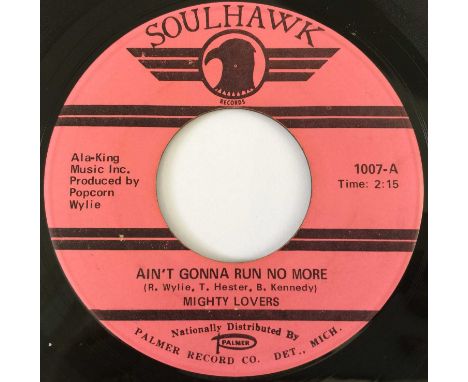 SOULHAWK
RECORDS
Ala-King
Music Inc.
Produced by
Popcorn
Wylie
1007-A
Time: 2:15
AIN'T GONNA RUN NO MORE
(R. Wylie, T. Hester, B. Kennedy)
MIGHTY LOVERS
Nationally Distributed By
PALMER
PALMER RECORD CO. DET., MICH.